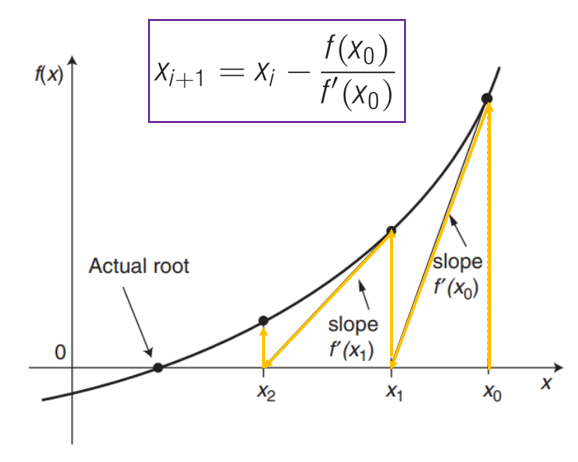 x_{i+1} = x_i − f(x_0) / f′(x_0)
f(x)
Actual root
slope
f′(x_0)
slope
f′(x_1)
0
x_2 x_1 x_0 x